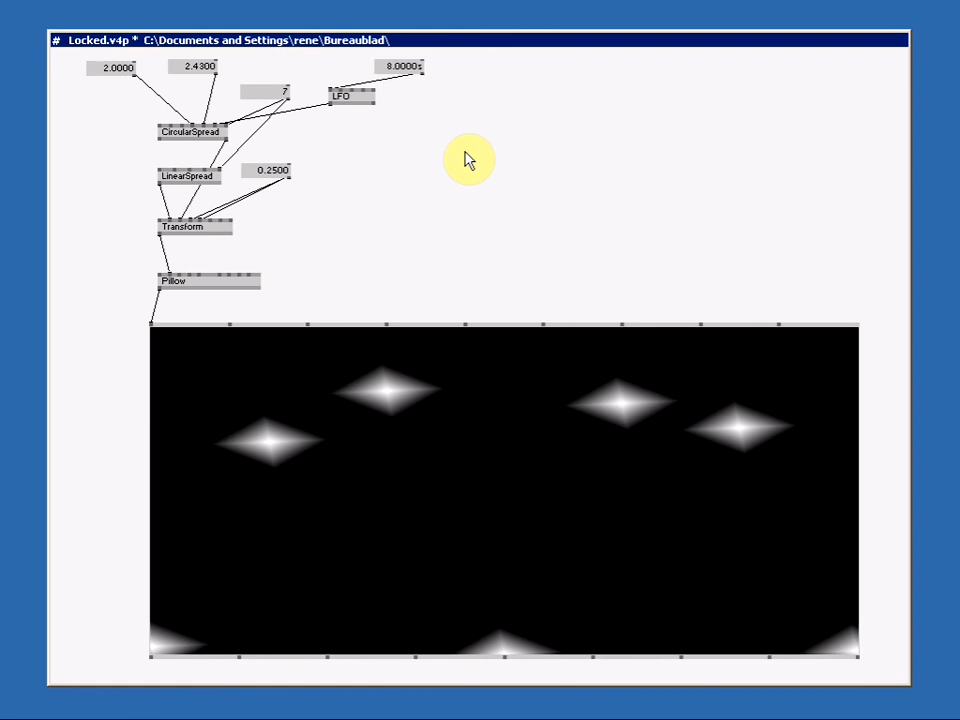 # Locked.v4p * C:\Documents and Settings\rene\Bureaublad\
2.0000 2.4300 8.0000s
7 LFO
CircularSpread
LinearSpread 0.2500
Transform
Pillow